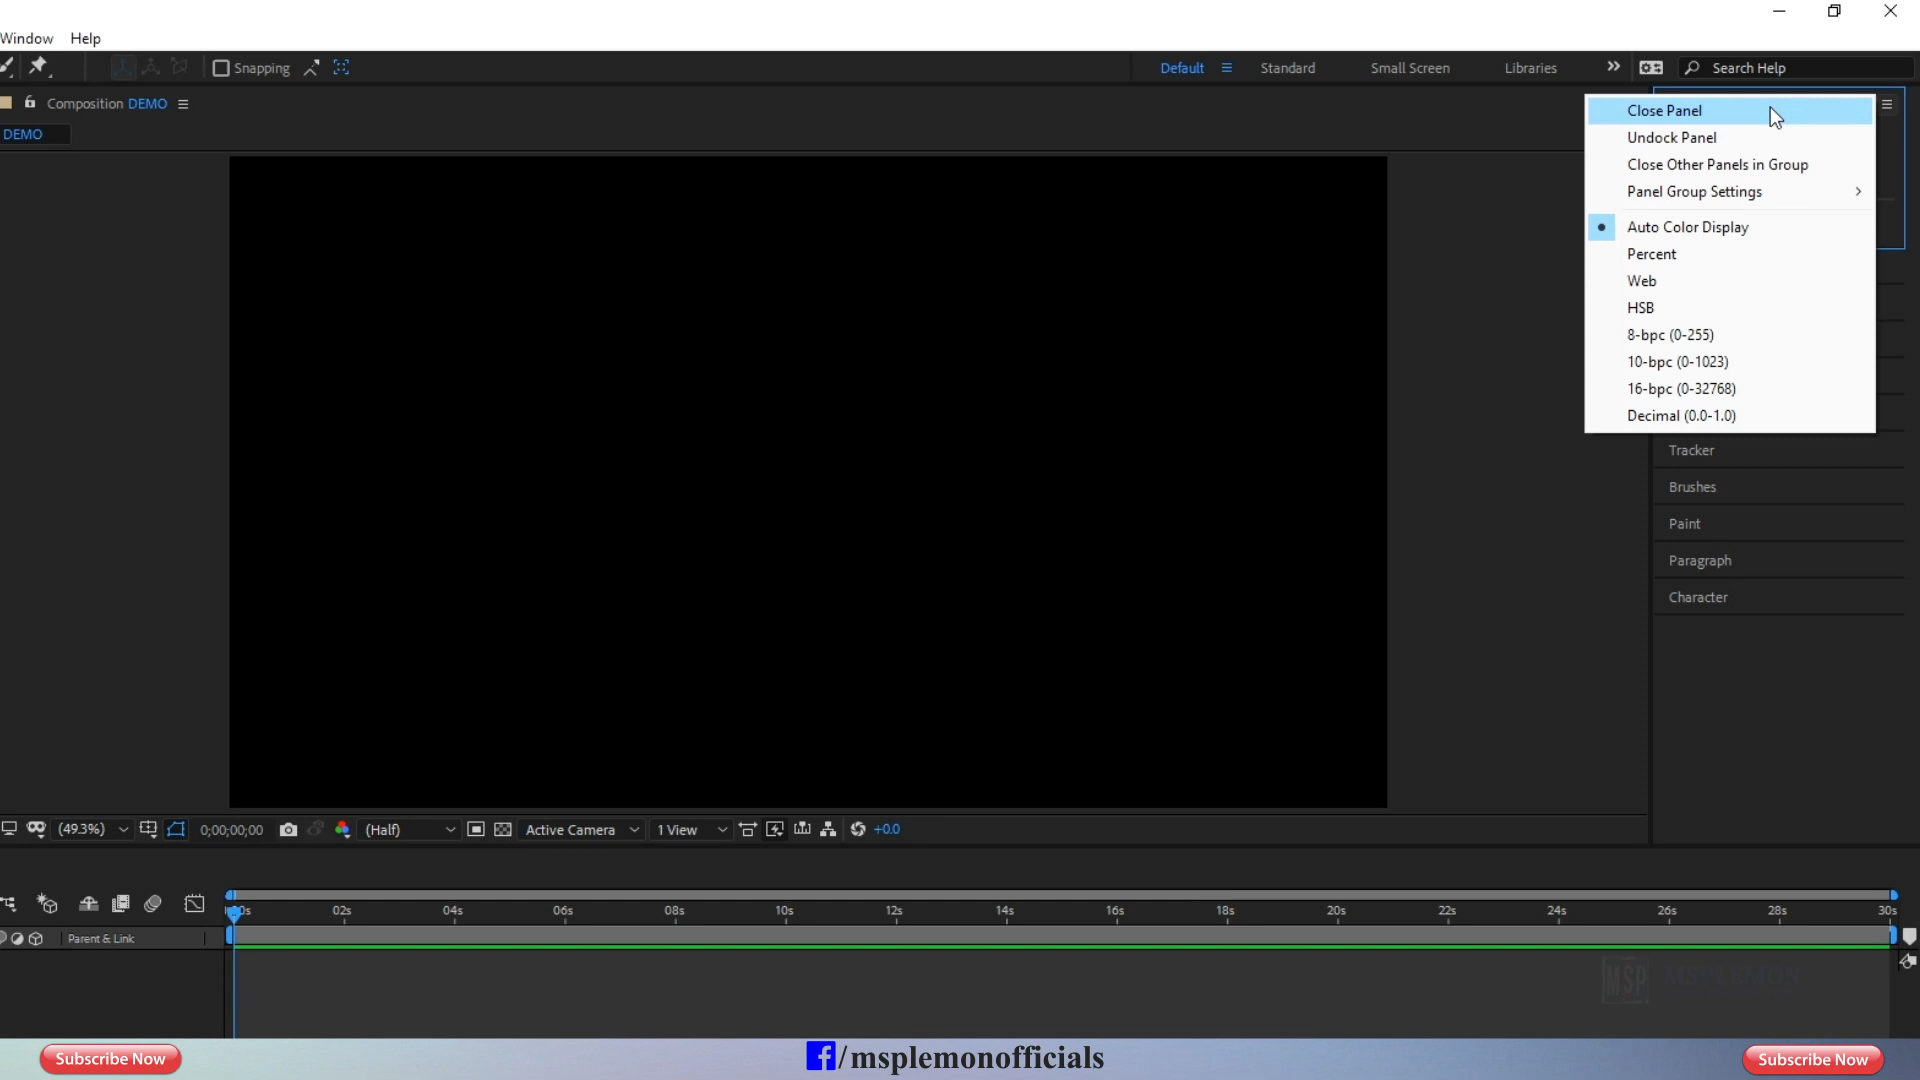 Window Help
Snapping
Default Standard Small Screen Libraries Search Help
Composition DEMO
DEMO
Close Panel
Undock Panel
Close Other Panels in Group
Panel Group Settings
Auto Color Display
Percent
Web
HSB
8-bpc (0-255)
10-bpc (0-1023)
16-bpc (0-32768)
Decimal (0.0-1.0)
Tracker
Brushes
Paint
Paragraph
Character
(49.3%) 0;00;00;00 (Half) Active Camera 1 View +0.0
02s 04s 06s 08s 10s 12s 14s 16s 18s 20s 22s 24s 26s 28s 30s
Parent & Link
MSP
Subscribe Now /msplemonofficials Subscribe Now